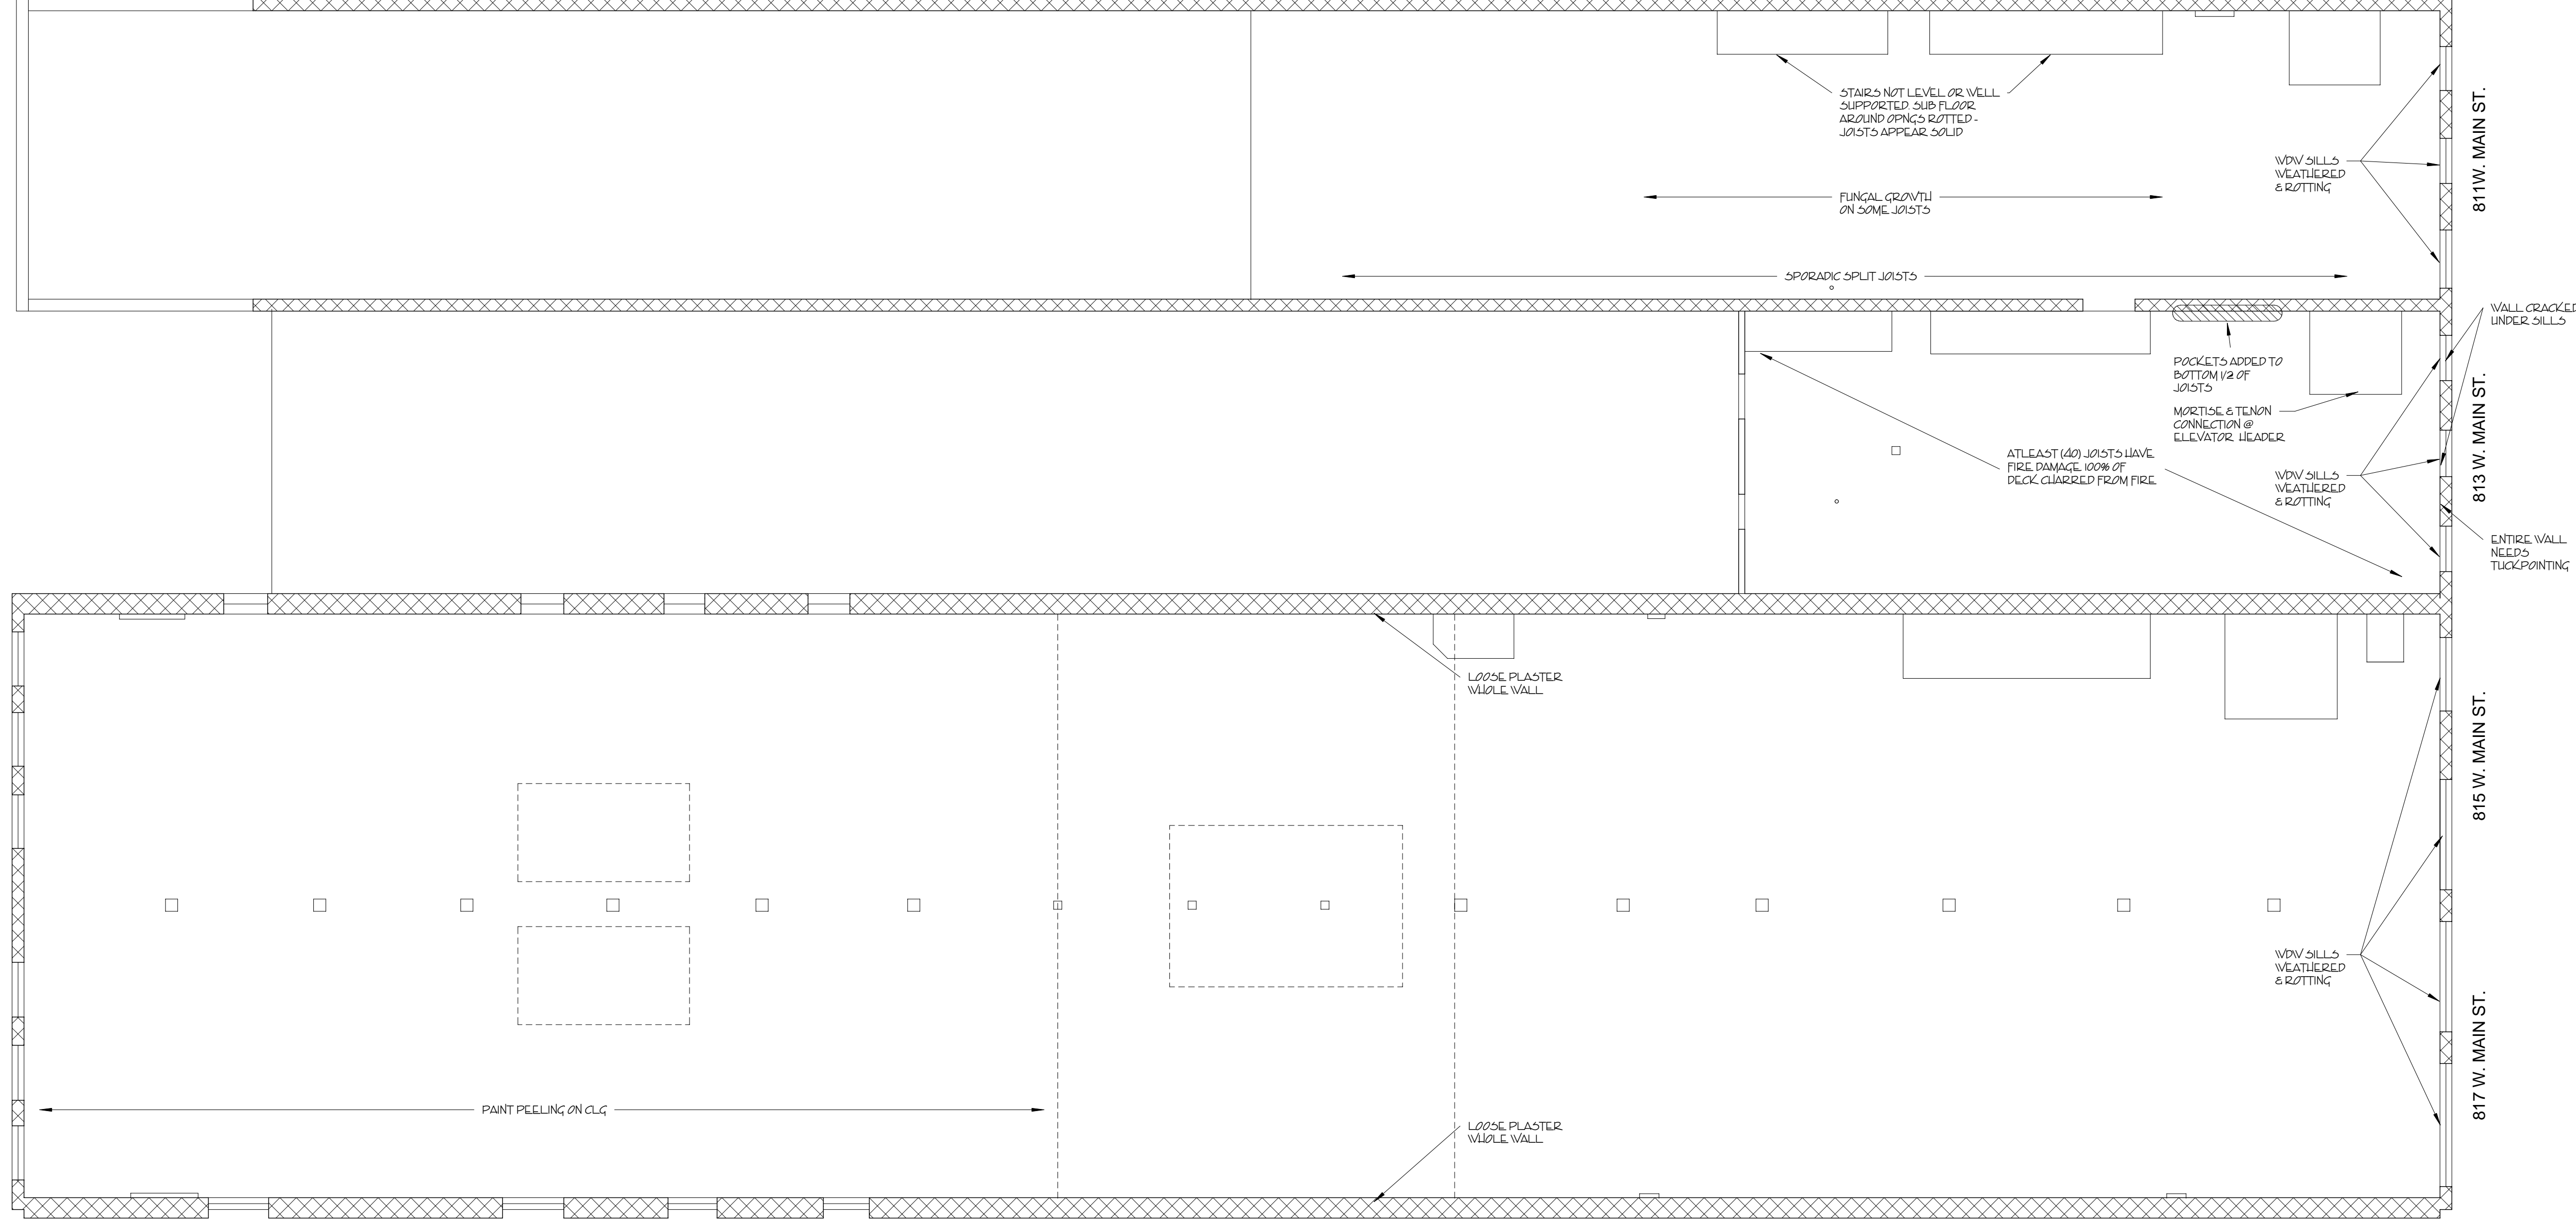 STAIRS NOT LEVEL OR WELL
SUPPORTED. SUB FLOOR
AROUND OPNGS ROTTED -
JOISTS APPEAR SOLID
WDW SILLS
WEATHERED
& ROTTING
811W. MAIN ST.
FUNGAL GROWTH
ON SOME JOISTS
SPORADIC SPLIT JOISTS
WALL CRACKED
UNDER SILLS
POCKETS ADDED TO
BOTTOM 1/2 OF
JOISTS
MORTISE & TENON
CONNECTION @
ELEVATOR HEADER
813 W. MAIN ST.
ATLEAST (40) JOISTS HAVE
FIRE DAMAGE 100% OF
DECK CHARRED FROM FIRE
WDW SILLS
WEATHERED
& ROTTING
ENTIRE WALL
NEEDS
TUCKPOINTING
LOOSE PLASTER
WHOLE WALL
815 W. MAIN ST.
WDW SILLS
WEATHERED
& ROTTING
817 W. MAIN ST.
PAINT PEELING ON CLG
LOOSE PLASTER
WHOLE WALL